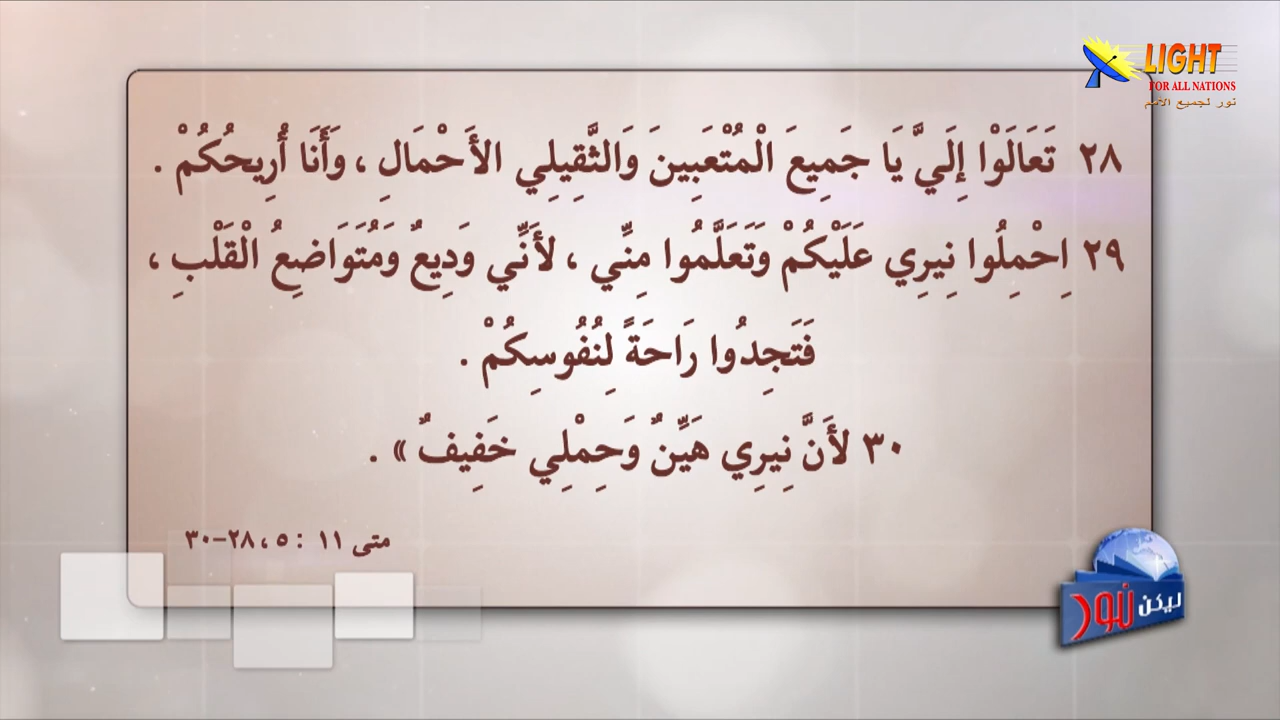 LIGHT
FOR ALL NATIONS
نور لجميع الأمم
٢٨ تَعَالَوْا إِلَيَّ يَا جَمِيعَ الْمُتْعَبِينَ وَالثَّقِيلِي الأَحْمَالِ ، وَأَنَا أُرِيحُكُمْ .
٢٩ اِحْمِلُوا نِيرِي عَلَيْكُمْ وَتَعَلَّمُوا مِنِّي ، لأَنِّي وَدِيعٌ وَمُتَوَاضِعُ الْقَلْبِ ،
فَتَجِدُوا رَاحَةً لِنُفُوسِكُمْ .
٣٠ لأَنَّ نِيرِي هَيِّنٌ وَحِمْلِي خَفِيفٌ » .
متى ١١ : ٥ ، ٢٨-٣٠
ليكن نور